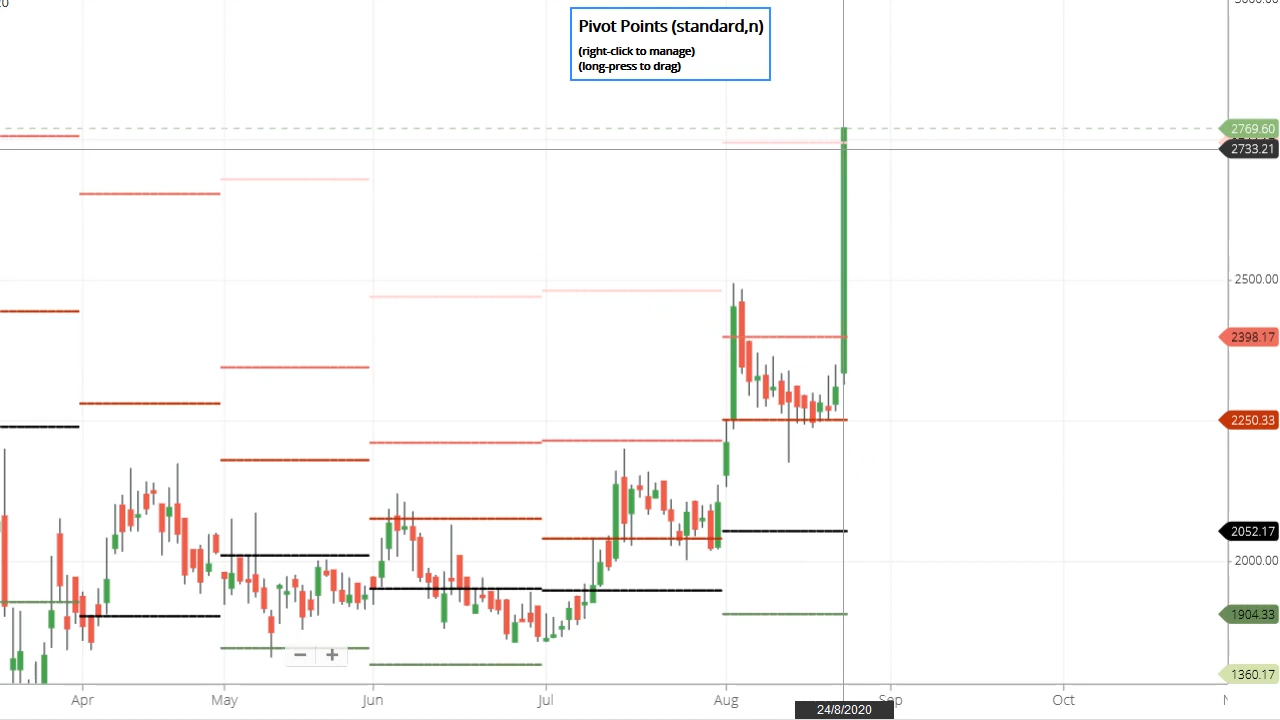 Pivot Points (standard,n)
(right-click to manage)
(long-press to drag)
2769.60
2733.21
2500.00
2398.17
2250.33
2052.17
2000.00
1904.33
1360.17
Apr May Jun Jul Aug Sep Oct
24/8/2020